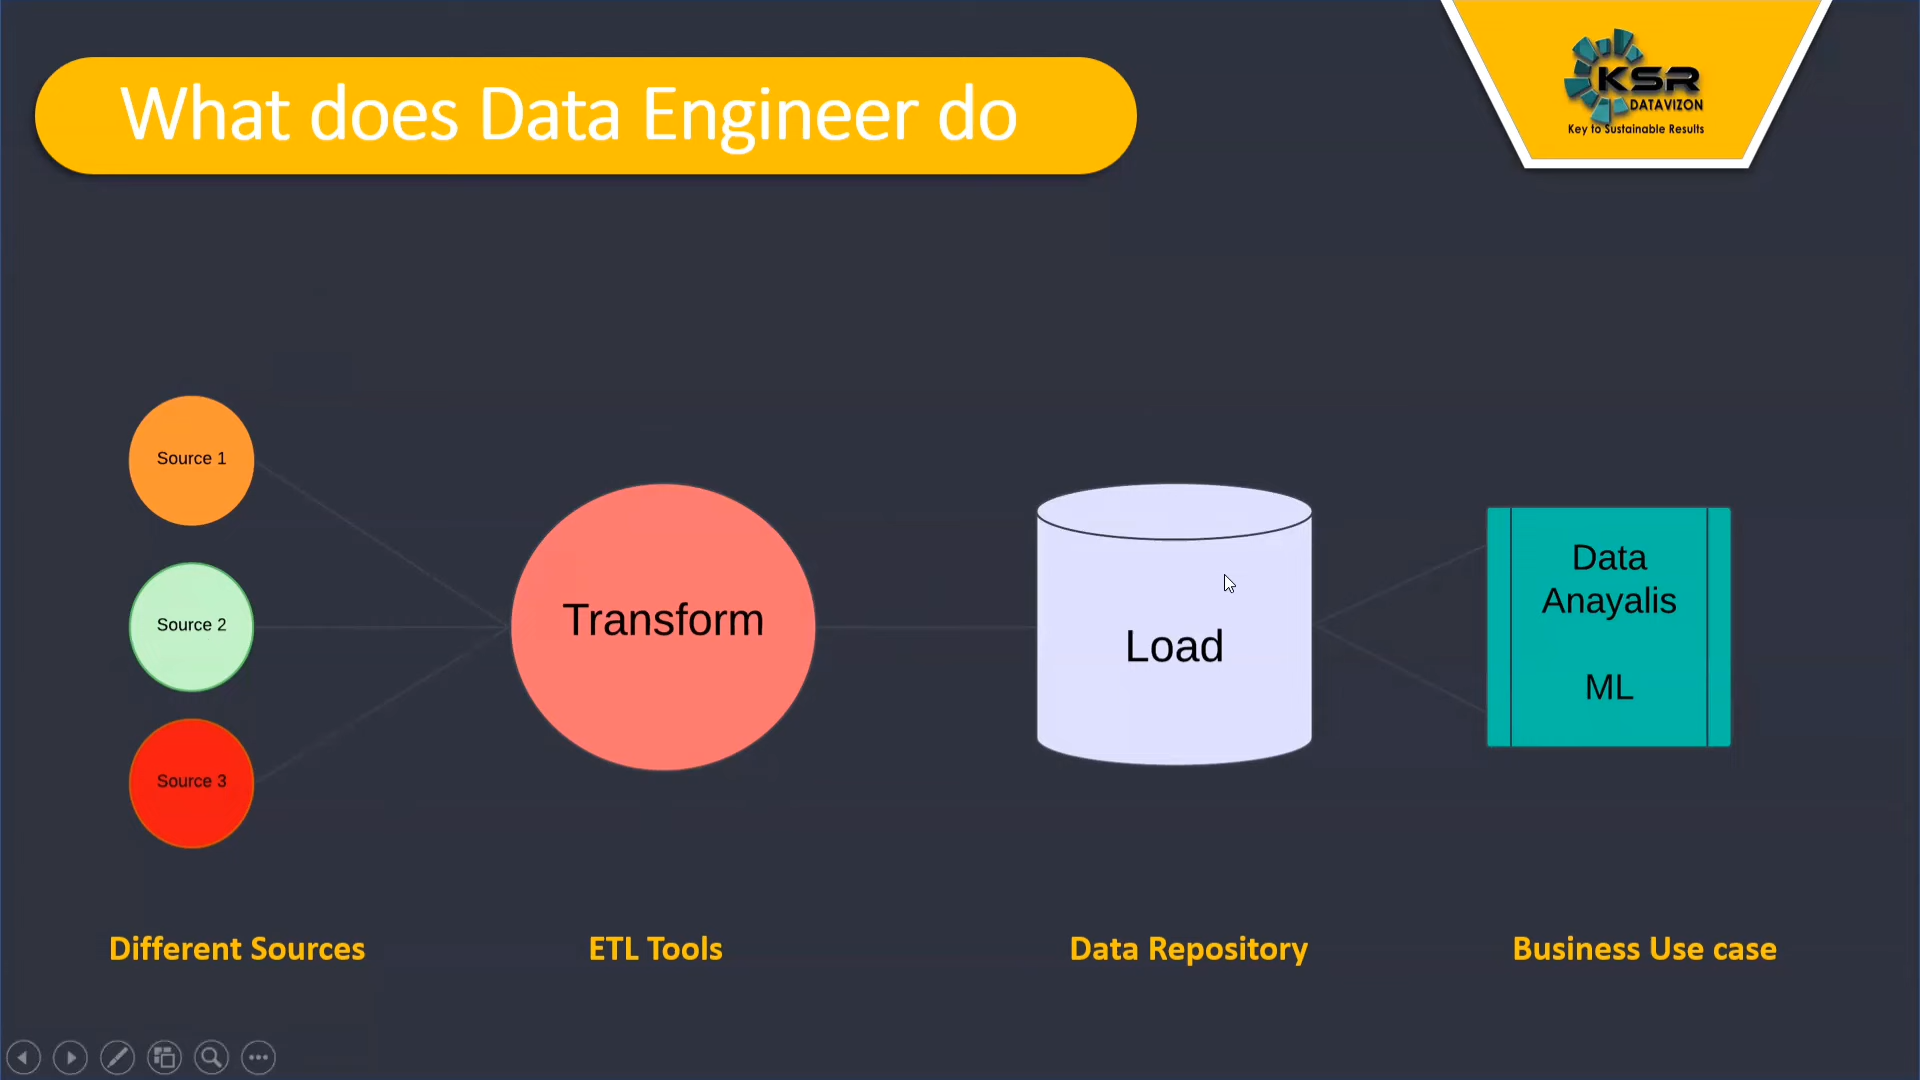 What does Data Engineer do
KSR
DATAVIZON
Key to Sustainable Results
Source 1
Source 2
Source 3
Transform
Load
Data
Anayalis
ML
Different Sources
ETL Tools
Data Repository
Business Use case